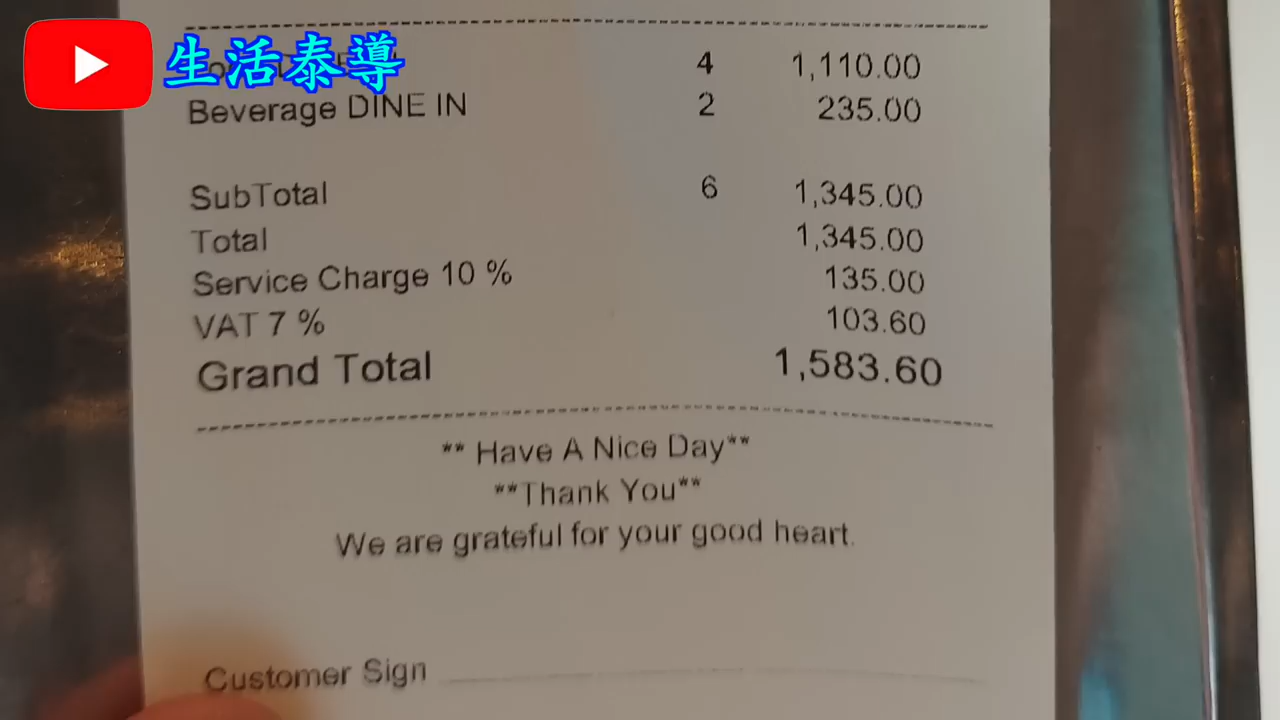 生活泰導
4 1,110.00
Beverage DINE IN 2 235.00
SubTotal 6 1,345.00
Total 1,345.00
Service Charge 10 % 135.00
VAT 7 % 103.60
Grand Total 1,583.60
** Have A Nice Day**
**Thank You**
We are grateful for your good heart.
Customer Sign